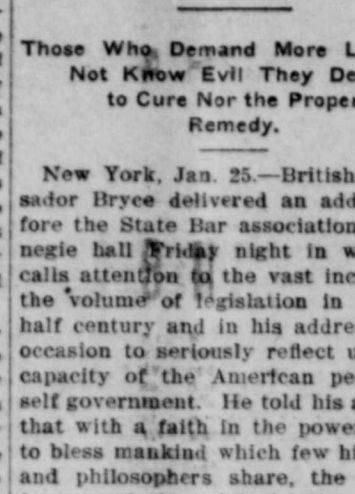 Those Who Demand More L
Not Know Evil They De
to Cure Nor the Proper
Remedy.
New York, Jan. 25.—British
sador Bryce delivered an add
fore the State Bar association
negie hall Friday night in w
calls attention to the vast inc
the volume of legislation in
half century and in his addre
occasion to seriously reflect u
capacity of the American pe
self government. He told his a
that with a faith in the powe
to bless mankind which few hi
and philosophers share, the